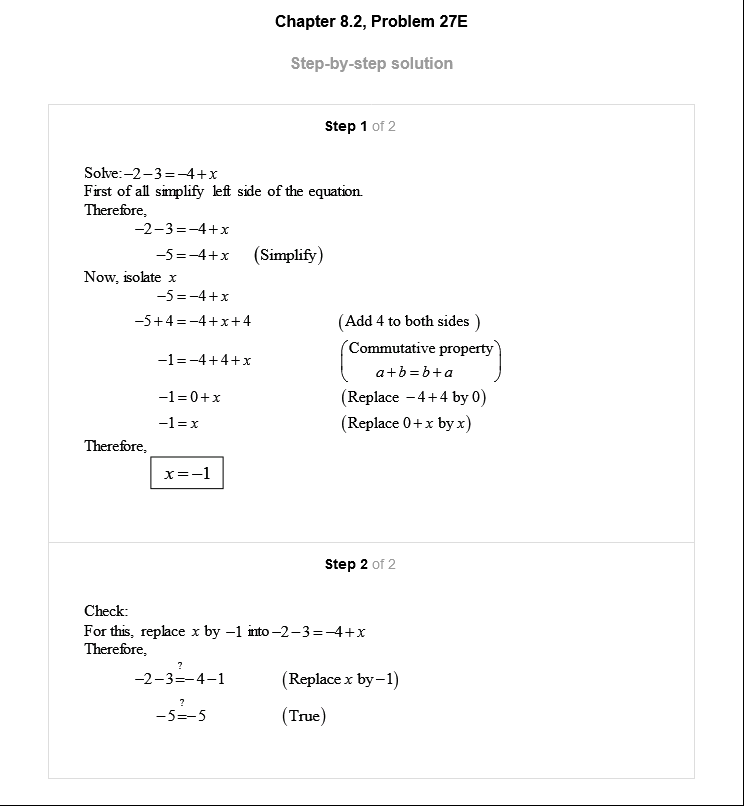 Chapter 8.2, Problem 27E
Step-by-step solution
Step 1 of 2
Solve:−2−3=−4+x
First of all simplify left side of the equation.
Therefore,
−2−3=−4+x
−5=−4+x (Simplify)
Now, isolate x
−5=−4+x
−5+4=−4+x+4 (Add 4 to both sides )
−1=−4+4+x (Commutative property
a+b=b+a)
−1=0+x (Replace −4+4 by 0)
−1=x (Replace 0+x by x)
Therefore,
x=−1
Step 2 of 2
Check:
For this, replace x by −1 into −2−3=−4+x
Therefore,
?
−2−3=−4−1 (Replace x by −1)
?
−5=−5 (True)